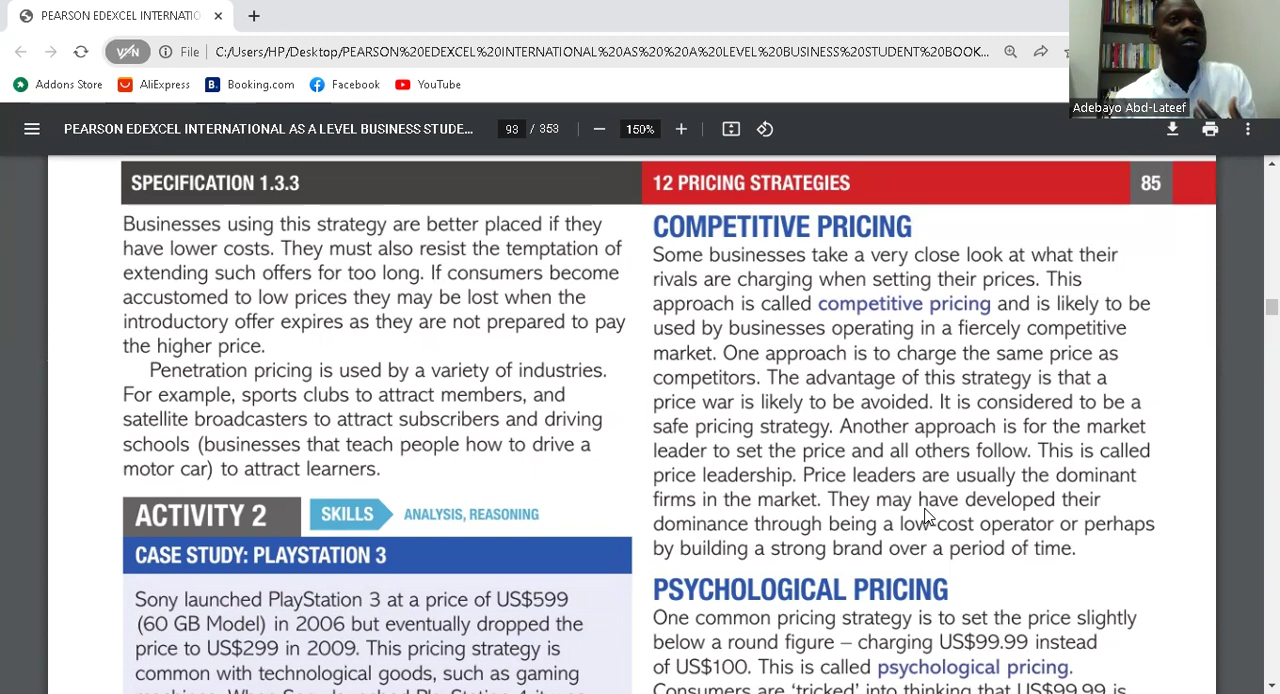 PEARSON EDEXCEL INTERNATIO
File
C:/Users/HP/Desktop/PEARSON%20EDEXCEL%20INTERNATIONAL%20AS%20%20A%20LEVEL%20BUSINESS%20STUDENT%20BOOK...
Addons Store
AliExpress
B.
Booking.com
Facebook
YouTube
Adebayo Abd-Lateef
PEARSON EDEXCEL INTERNATIONAL AS A LEVEL BUSINESS STUDE...
93 / 353
150%
SPECIFICATION 1.3.3
12 PRICING STRATEGIES
85
Businesses using this strategy are better placed if they
have lower costs. They must also resist the temptation of
extending such offers for too long. If consumers become
accustomed to low prices they may be lost when the
introductory offer expires as they are not prepared to pay
the higher price.
Penetration pricing is used by a variety of industries.
For example, sports clubs to attract members, and
satellite broadcasters to attract subscribers and driving
schools (businesses that teach people how to drive a
motor car) to attract learners.
ACTIVITY 2
SKILLS
ANALYSIS, REASONING
CASE STUDY: PLAYSTATION 3
Sony launched PlayStation 3 at a price of US$599
(60 GB Model) in 2006 but eventually dropped the
price to US$299 in 2009. This pricing strategy is
common with technological goods, such as gaming
COMPETITIVE PRICING
Some businesses take a very close look at what their
rivals are charging when setting their prices. This
approach is called competitive pricing and is likely to be
used by businesses operating in a fiercely competitive
market. One approach is to charge the same price as
competitors. The advantage of this strategy is that a
price war is likely to be avoided. It is considered to be a
safe pricing strategy. Another approach is for the market
leader to set the price and all others follow. This is called
price leadership. Price leaders are usually the dominant
firms in the market. They may have developed their
dominance through being a low-cost operator or perhaps
by building a strong brand over a period of time.
PSYCHOLOGICAL PRICING
One common pricing strategy is to set the price slightly
below a round figure – charging US$99.99 instead
of US$100. This is called psychological pricing.
Consumers are 'tricked' into thinking that US$99.99 is